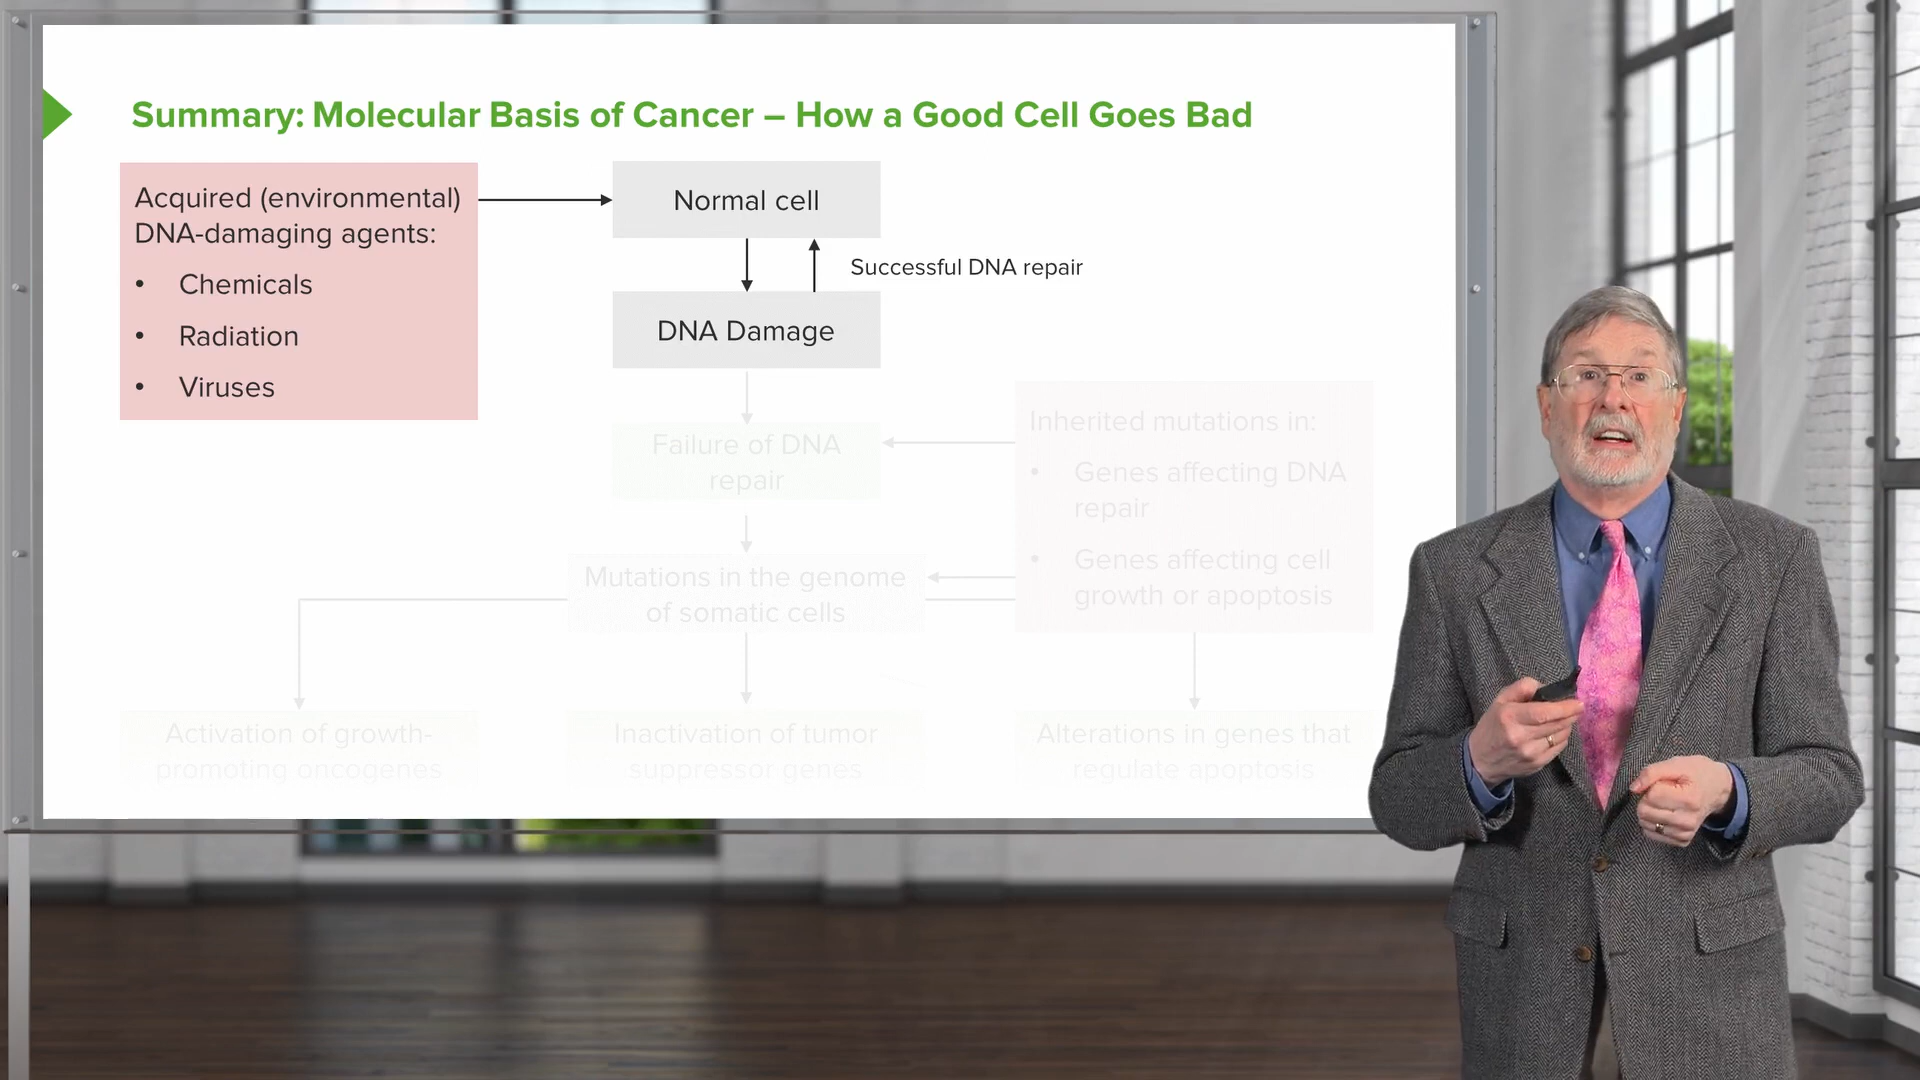 Summary: Molecular Basis of Cancer – How a Good Cell Goes Bad
Acquired (environmental)
DNA-damaging agents:
• Chemicals
• Radiation
• Viruses
Normal cell
Successful DNA repair
DNA Damage
Failure of DNA
repair
Inherited mutations in:
• Genes affecting DNA
repair
• Genes affecting cell
growth or apoptosis
Mutations in the genome
of somatic cells
Activation of growth-
promoting oncogenes
Inactivation of tumor
suppressor genes
Alterations in genes that
regulate apoptosis